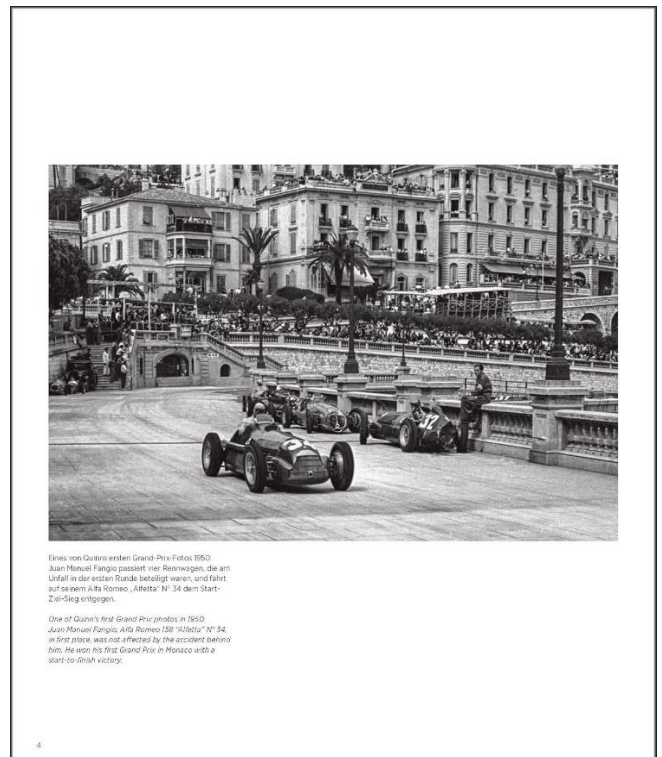 32
Eines von Quinns ersten Grand-Prix-Fotos 1950:
Juan Manuel Fangio passiert vier Rennwagen, die am
Unfall in der ersten Runde beteiligt waren, und fährt
auf seinem Alfa Romeo „Alfetta“ N° 34 dem Start-
Ziel-Sieg entgegen.
One of Quinn's first Grand Prix photos in 1950:
Juan Manuel Fangio, Alfa Romeo 158 "Alfetta" N° 34,
in first place, was not affected by the accident behind
him. He won his first Grand Prix in Monaco with a
start-to-finish victory.
4